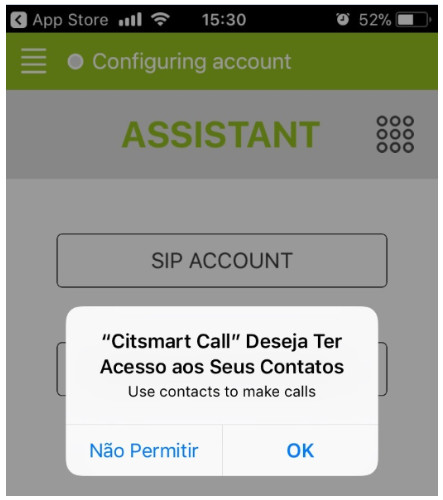 App Store 15:30 52%
Configuring account
ASSISTANT
SIP ACCOUNT
“Citsmart Call” Deseja Ter
Acesso aos Seus Contatos
Use contacts to make calls
Não Permitir OK